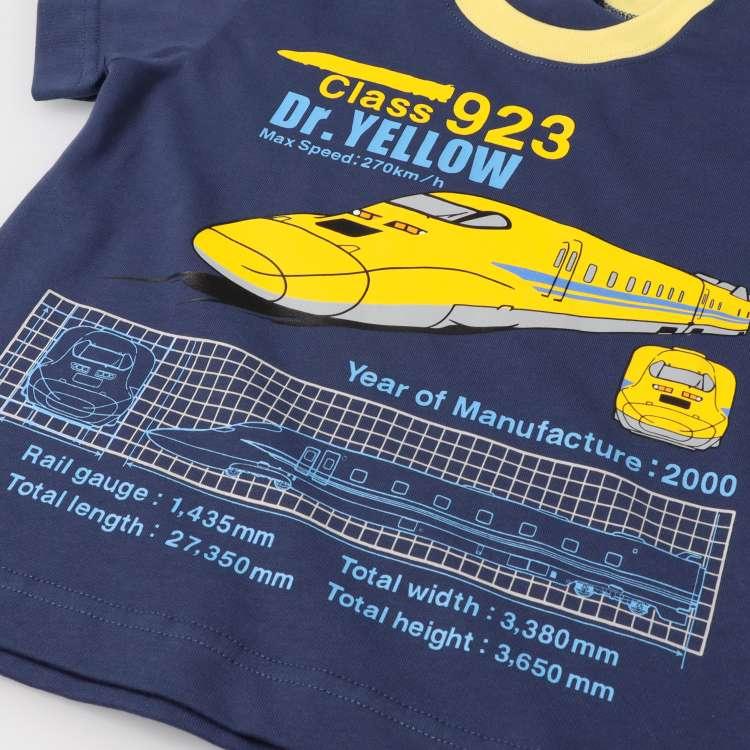 Class 923
Dr. YELLOW
Max Speed:270km/h
Year of Manufacture:2000
Rail gauge : 1,435mm
Total length : 27,350mm
Total width : 3,380mm
Total height : 3,650mm